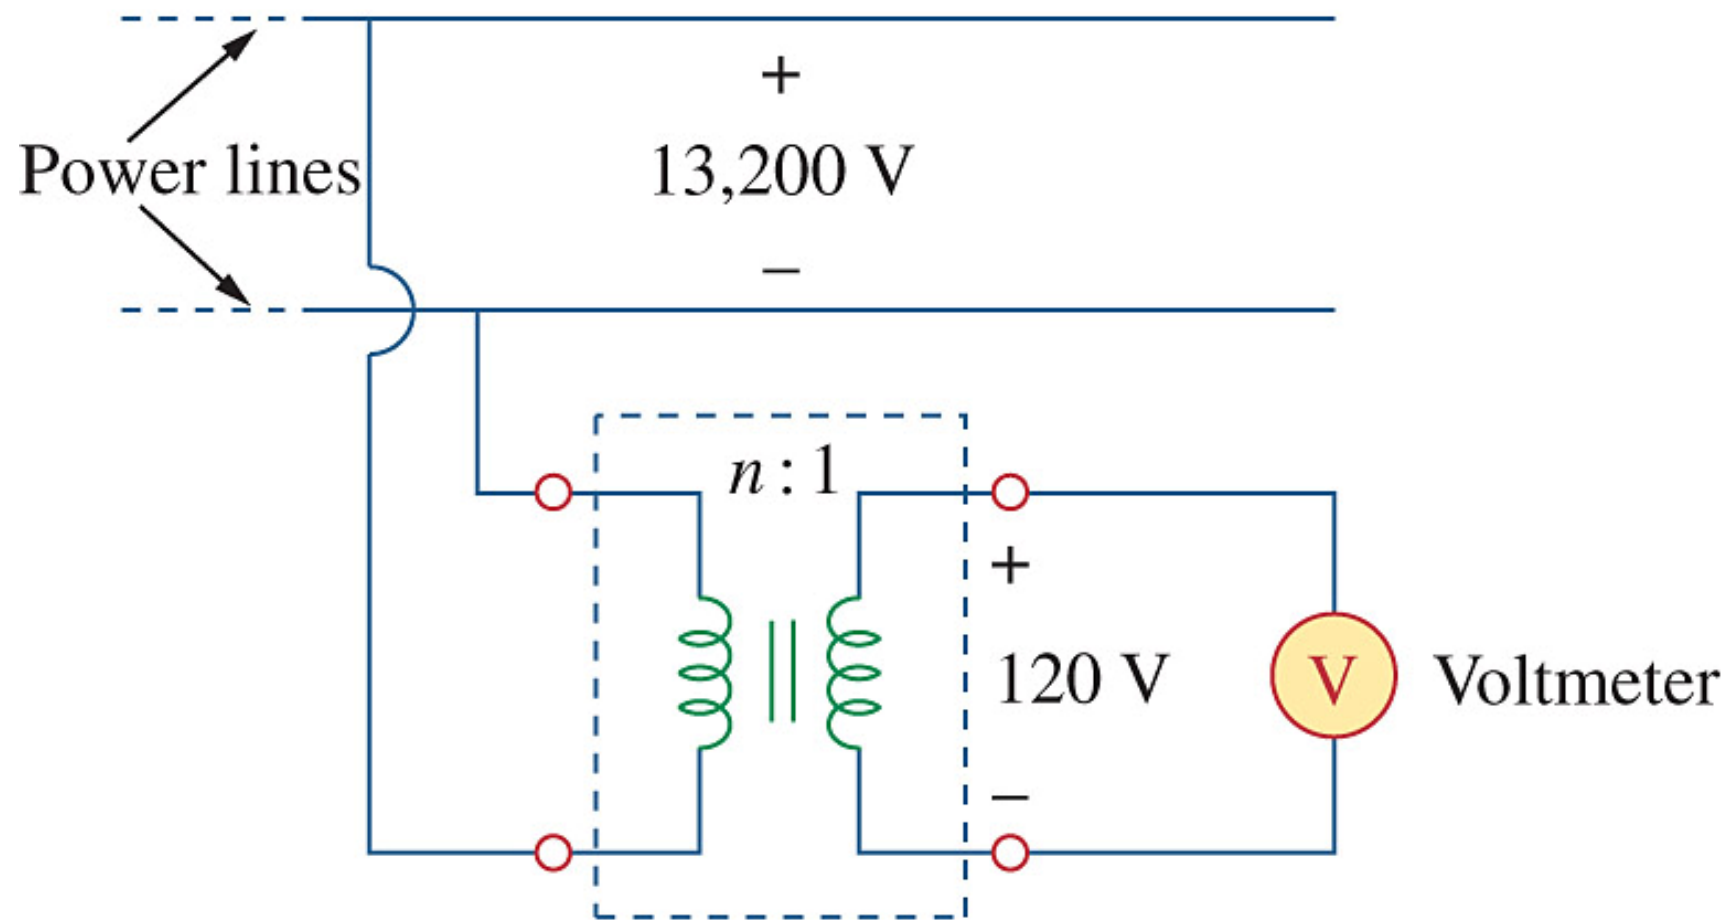 +
13,200 V
Power lines
–
n : 1
+
120 V
V
Voltmeter
–